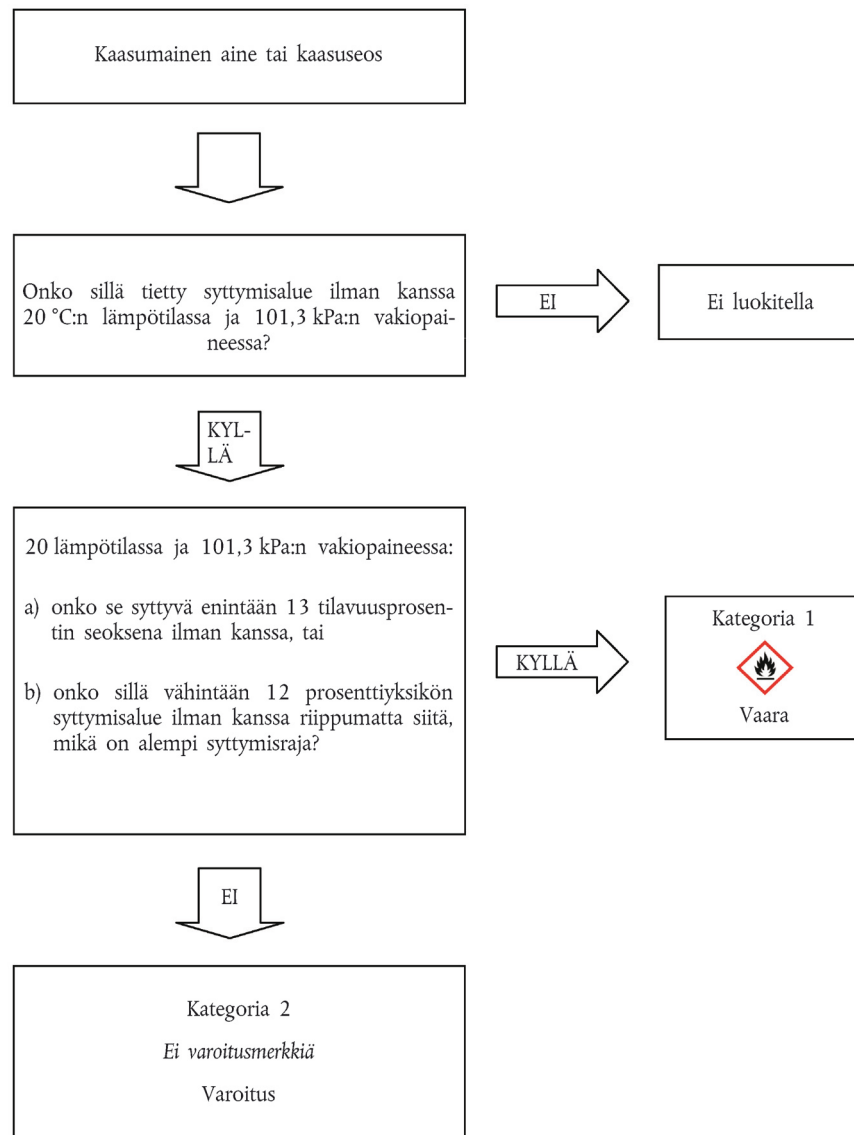 Kaasumainen aine tai kaasuseos
Onko sillä tietty syttymisalue ilman kanssa
20 °C:n lämpötilassa ja 101,3 kPa:n vakiopai-
neessa?
EI
Ei luokitella
KYL-
LÄ
20 lämpötilassa ja 101,3 kPa:n vakiopaineessa:
a) onko se syttyvä enintään 13 tilavuusprosen-
tin seoksena ilman kanssa, tai
b) onko sillä vähintään 12 prosenttiyksikön
syttymisalue ilman kanssa riippumatta siitä,
mikä on alempi syttymisraja?
KYLLÄ
Kategoria 1
Vaara
EI
Kategoria 2
Ei varoitusmerkkiä
Varoitus